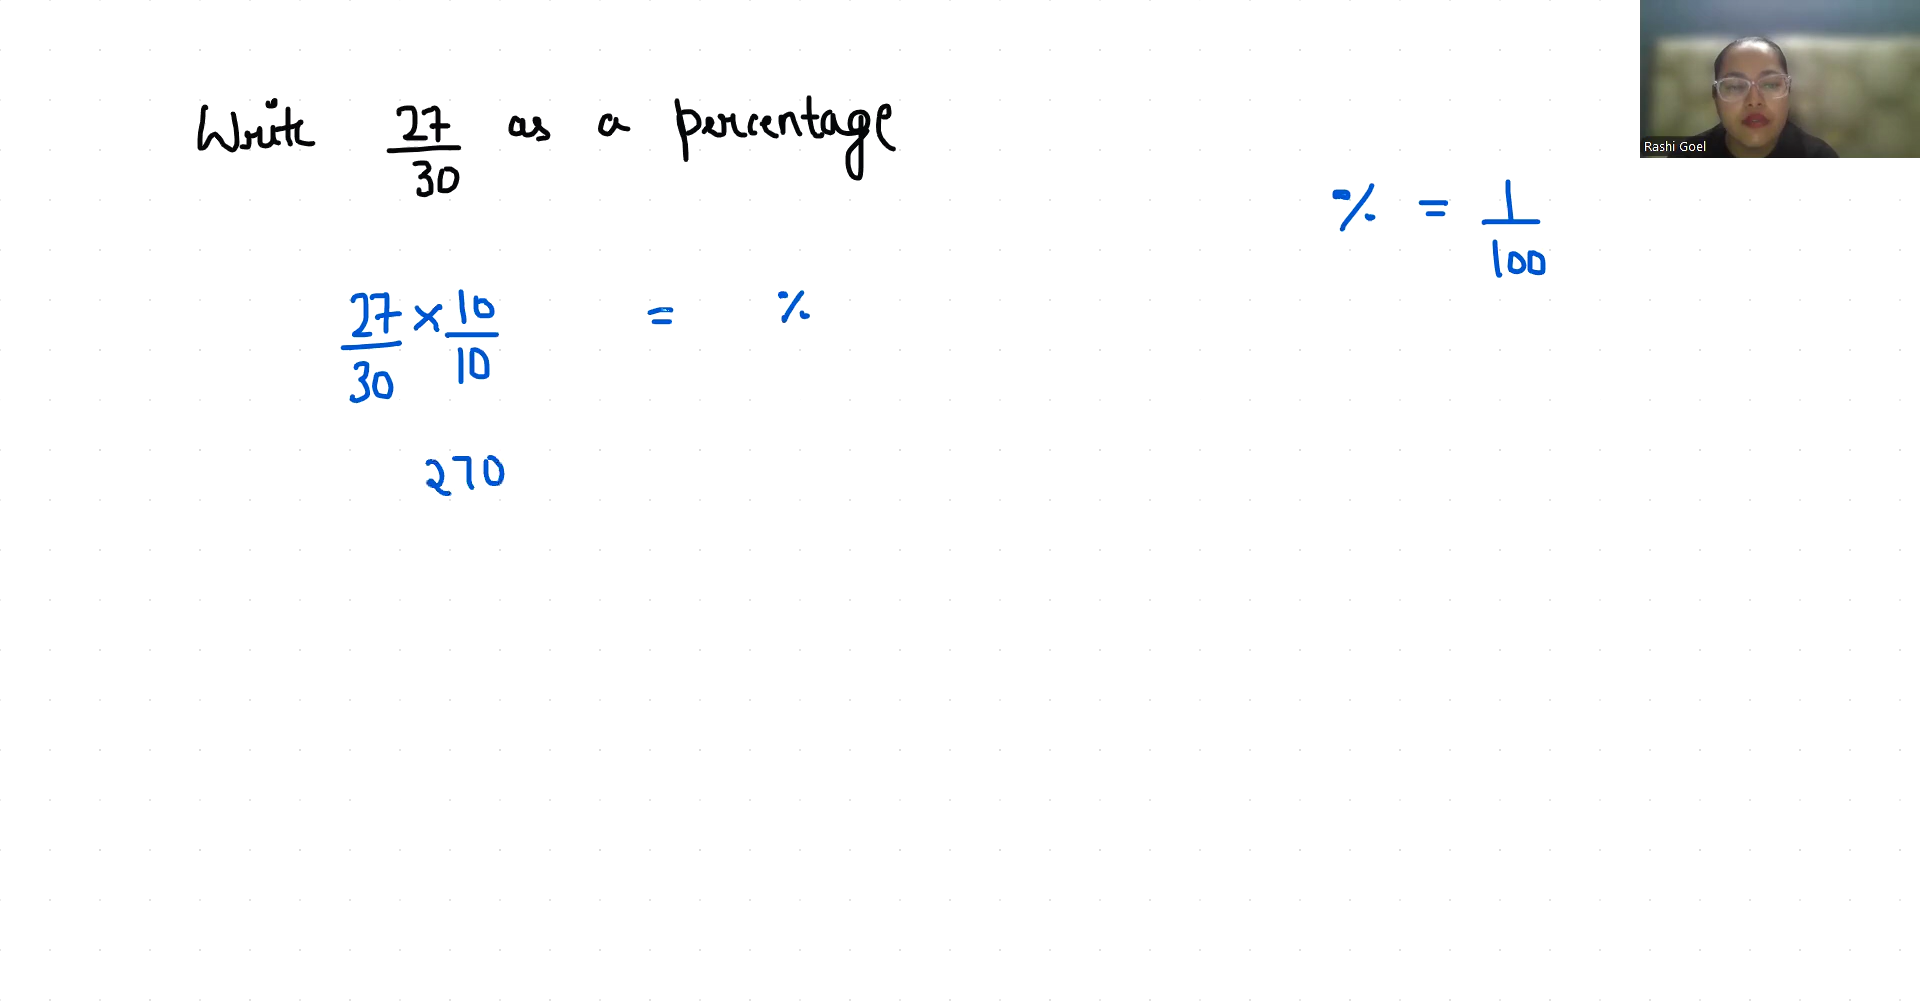 Write 27/30 as a percentage
Rashi Goel
% = 1/100
27/30 × 10/10 = %
270